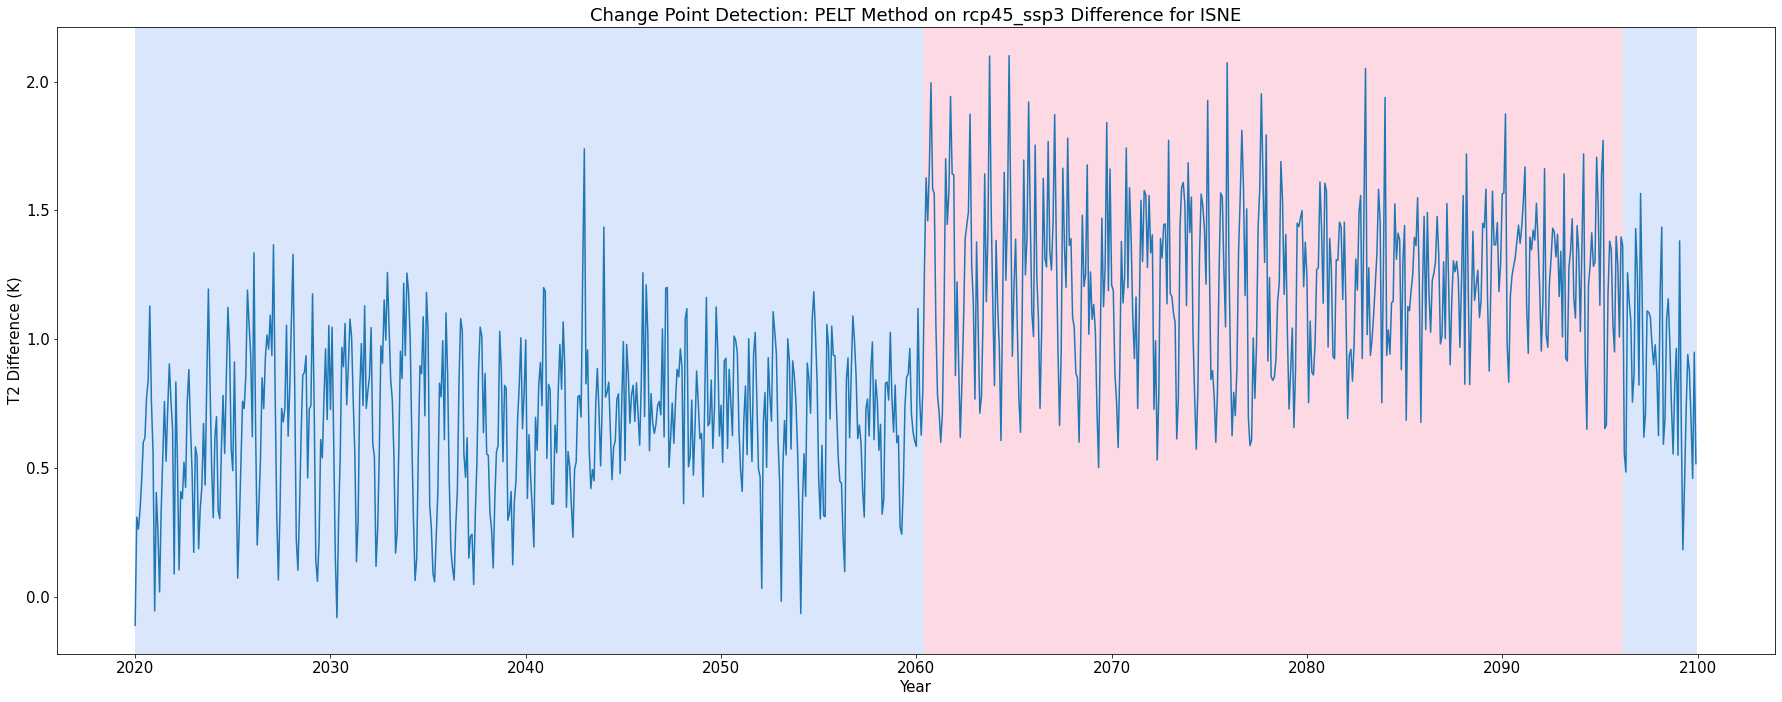 Change Point Detection: PELT Method on rcp45_ssp3 Difference for ISNE
T2 Difference (K)
2.0
1.5
1.0
0.5
0.0
2020 2030 2040 2050 2060 2070 2080 2090 2100
Year